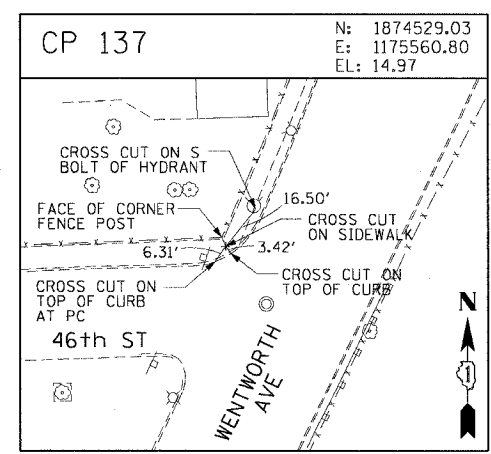 CP 137
N: 1874529.03
E: 1175560.80
EL: 14.97
CROSS CUT ON S
BOLT OF HYDRANT
16.50'
FACE OF CORNER
FENCE POST
CROSS CUT
ON SIDEWALK
6.31'
3.42'
CROSS CUT ON
TOP OF CURB
AT PC
CROSS CUT ON
TOP OF CURB
46th ST
WENTWORTH
AVE
N
1